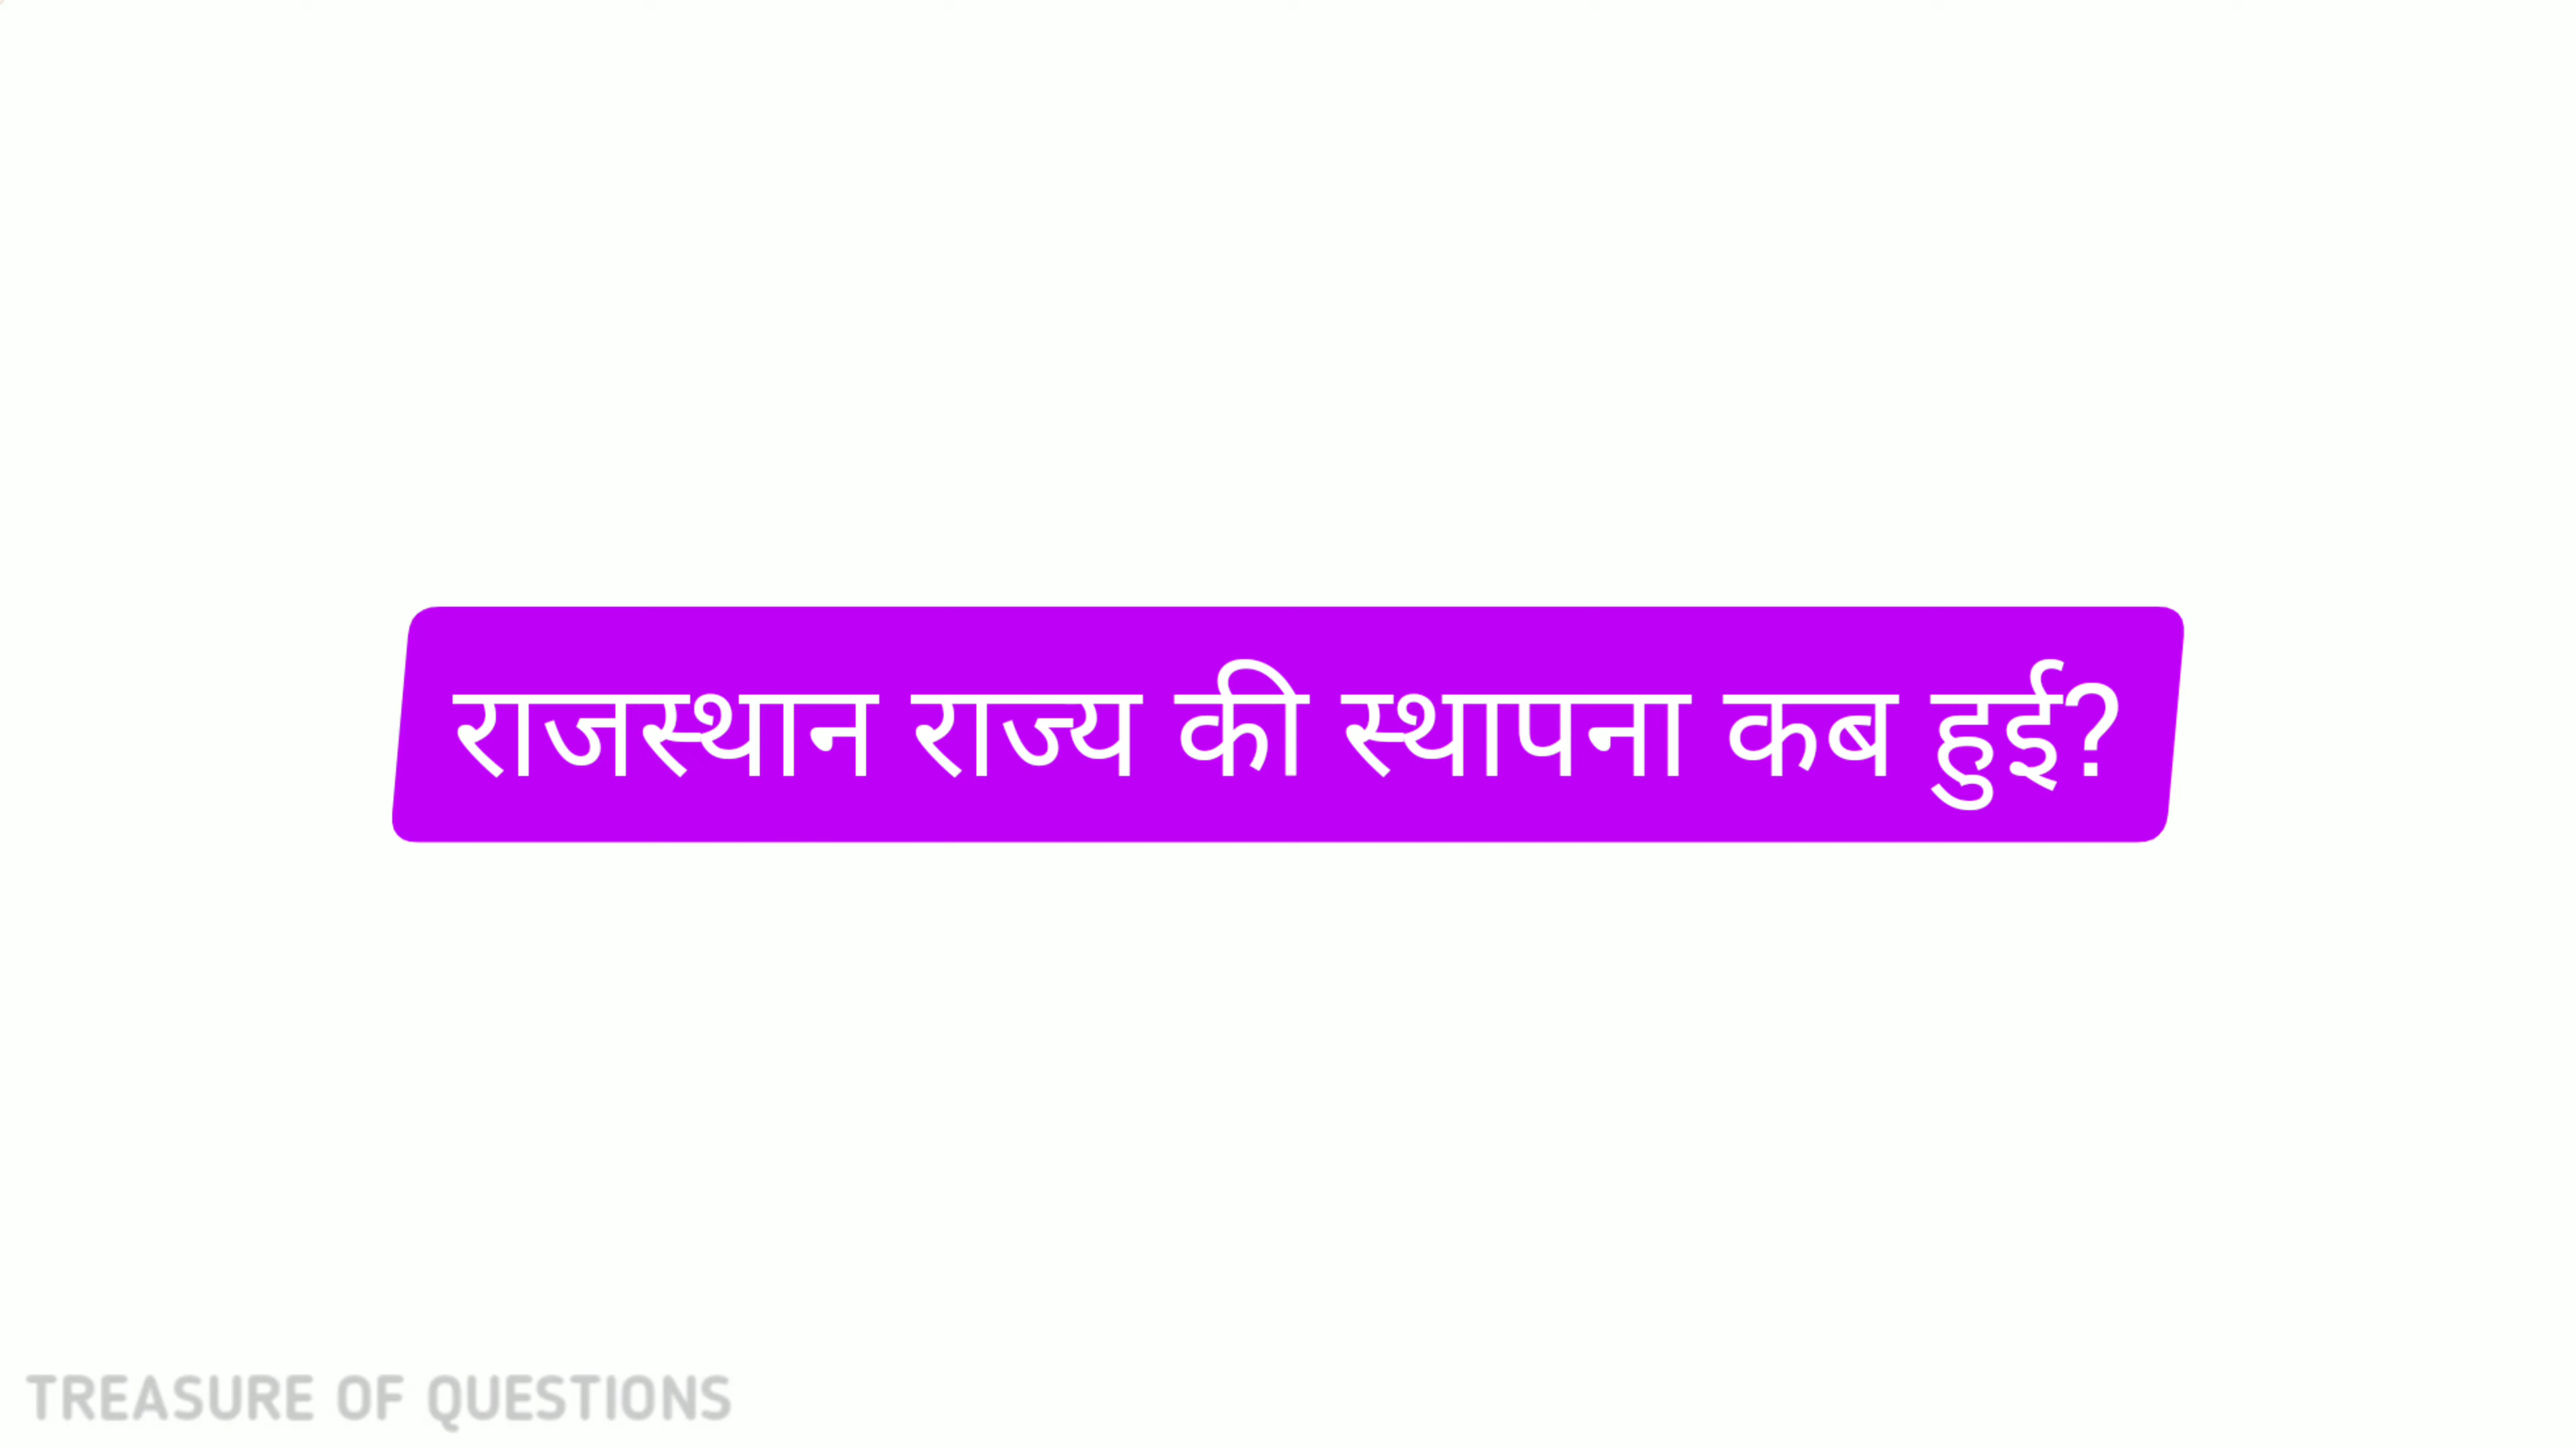 राजस्थान राज्य की स्थापना कब हुई?
TREASURE OF QUESTIONS